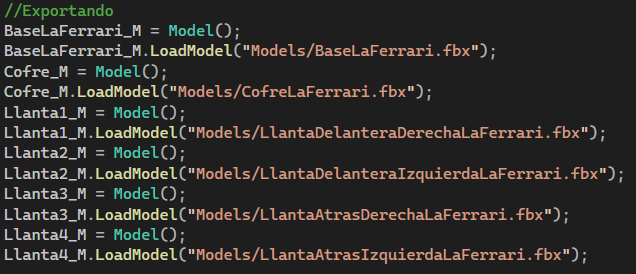 //Exportando
BaseLaFerrari_M = Model();
BaseLaFerrari_M.LoadModel("Models/BaseLaFerrari.fbx");
Cofre_M = Model();
Cofre_M.LoadModel("Models/CofreLaFerrari.fbx");
Llanta1_M = Model();
Llanta1_M.LoadModel("Models/LlantaDelanteraDerechaLaFerrari.fbx");
Llanta2_M = Model();
Llanta2_M.LoadModel("Models/LlantaDelanteraIzquierdaLaFerrari.fbx");
Llanta3_M = Model();
Llanta3_M.LoadModel("Models/LlantaAtrasDerechaLaFerrari.fbx");
Llanta4_M = Model();
Llanta4_M.LoadModel("Models/LlantaAtrasIzquierdaLaFerrari.fbx");